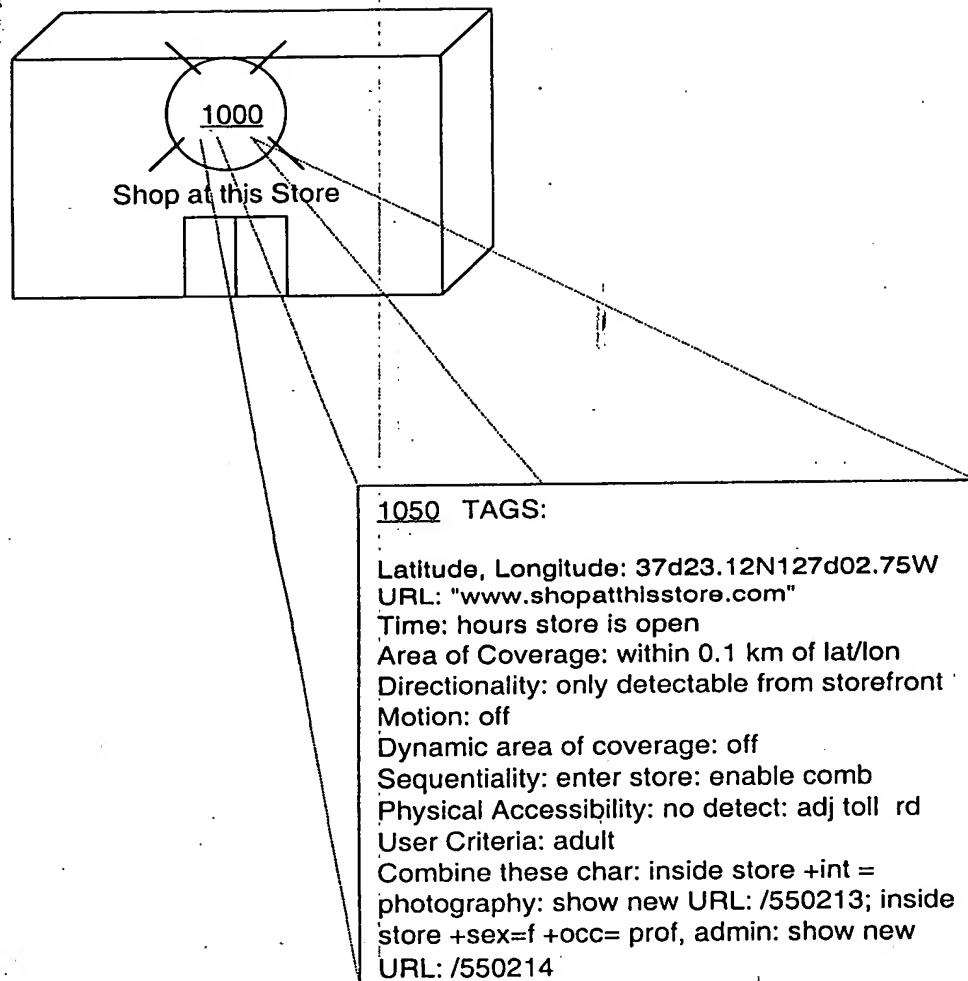 1000
Shop at this Store
1050 TAGS:
Latitude, Longitude: 37d23.12N127d02.75W
URL: "www.shopatthisstore.com"
Time: hours store is open
Area of Coverage: within 0.1 km of lat/lon
Directionality: only detectable from storefront
Motion: off
Dynamic area of coverage: off
Sequentiality: enter store: enable comb
Physical Accessibility: no detect: adj toll rd
User Criteria: adult
Combine these char: inside store +int =
photography: show new URL: /550213; inside
store +sex=f +occ= prof, admin: show new
URL: /550214